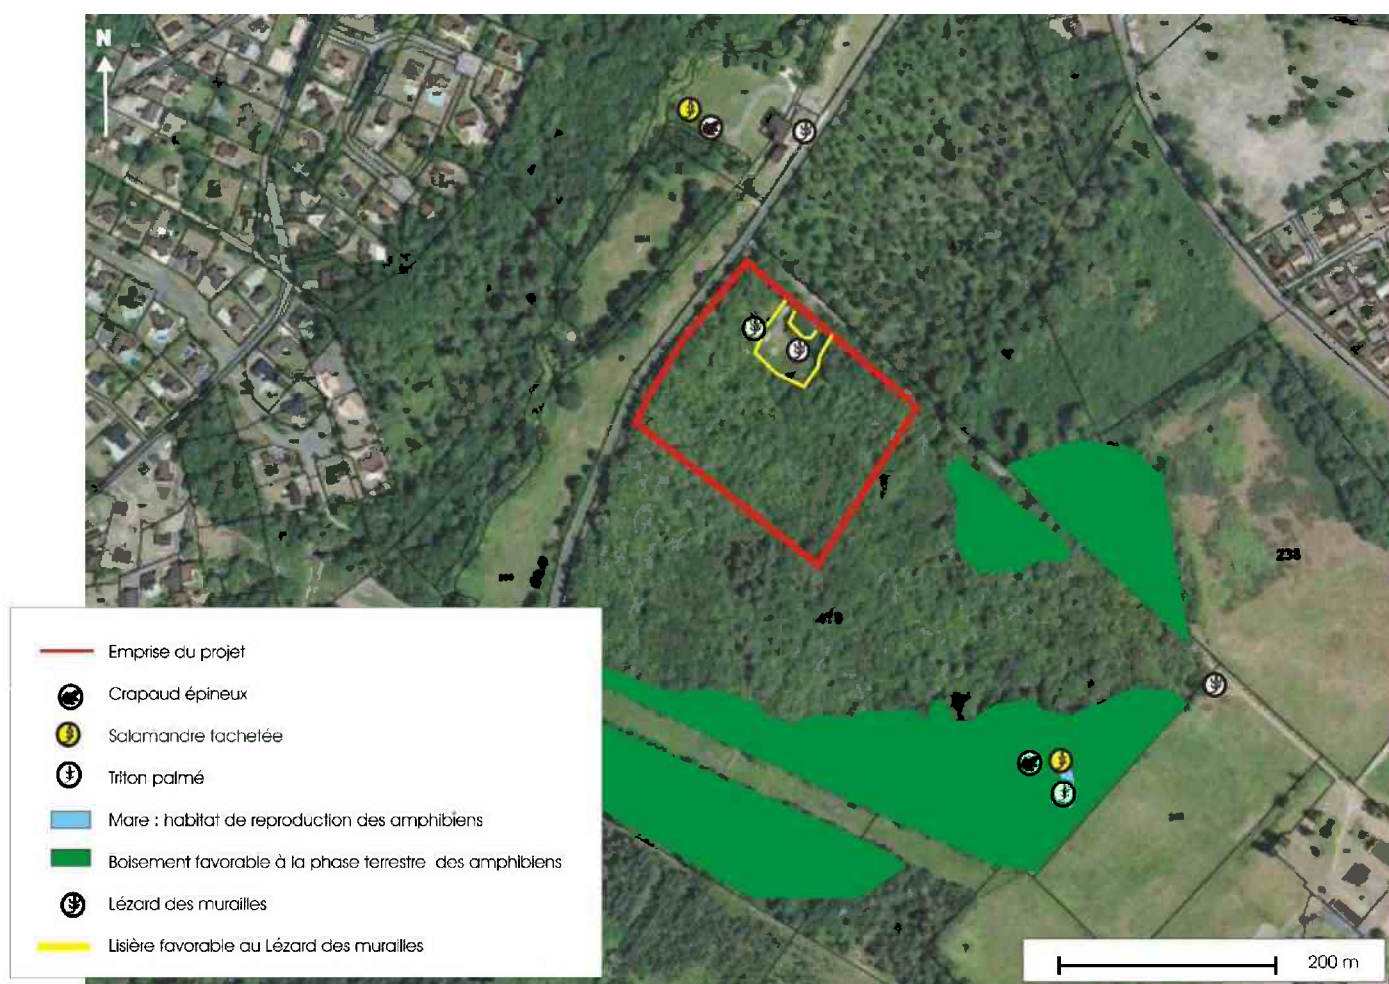 N
238
Emprise du projet
Crapaud épineux
Salamandre tachetée
Triton palmé
Mare : habitat de reproduction des amphibiens
Boisement favorable à la phase terrestre des amphibiens
Lézard des murailles
Lisière favorable au Lézard des murailles
200 m